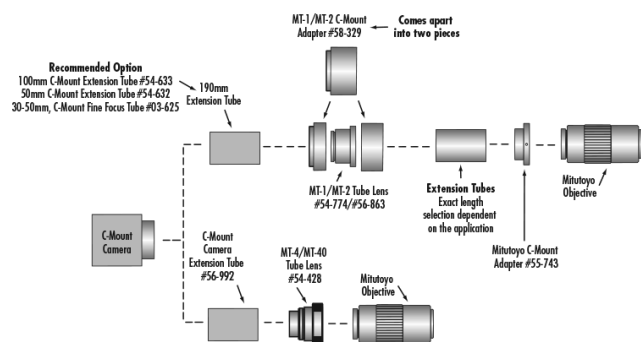 MT-1/MT-2 C-Mount
Adapter #58-329
Comes apart
into two pieces
Recommended Option
100mm C-Mount Extension Tube #54-633
50mm C-Mount Extension Tube #54-632
30-50mm, C-Mount Fine Focus Tube #03-625
190mm
Extension Tube
MT-1/MT-2 Tube Lens
#54-774/#56-863
Extension Tubes
Exact length
selection dependent
on the application
Mitutoyo
Objective
Mitutoyo C-Mount
Adapter #55-743
C-Mount
Camera
C-Mount
Camera
Extension Tube
#56-992
MT-4/MT-40
Tube Lens
#54-428
Mitutoyo
Objective